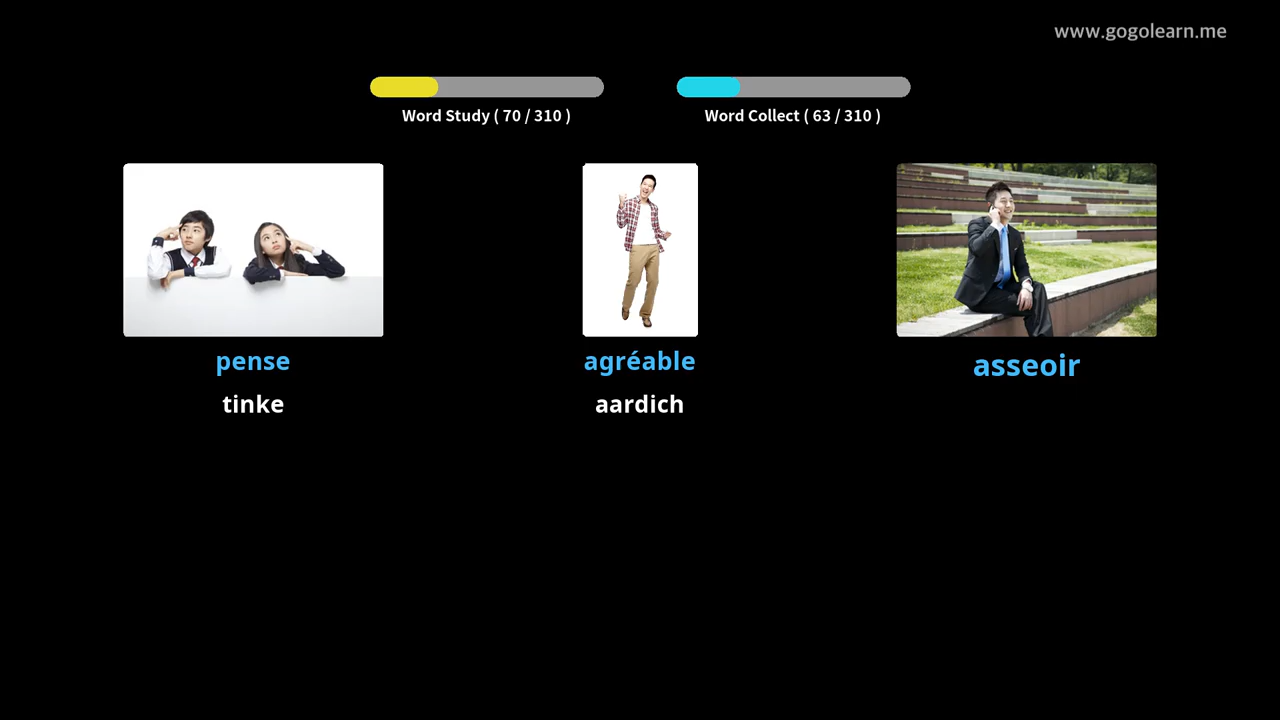 www.gogolearn.me
Word Study ( 70 / 310 )
Word Collect ( 63 / 310 )
pense
agréable
asseoir
tinke
aardich